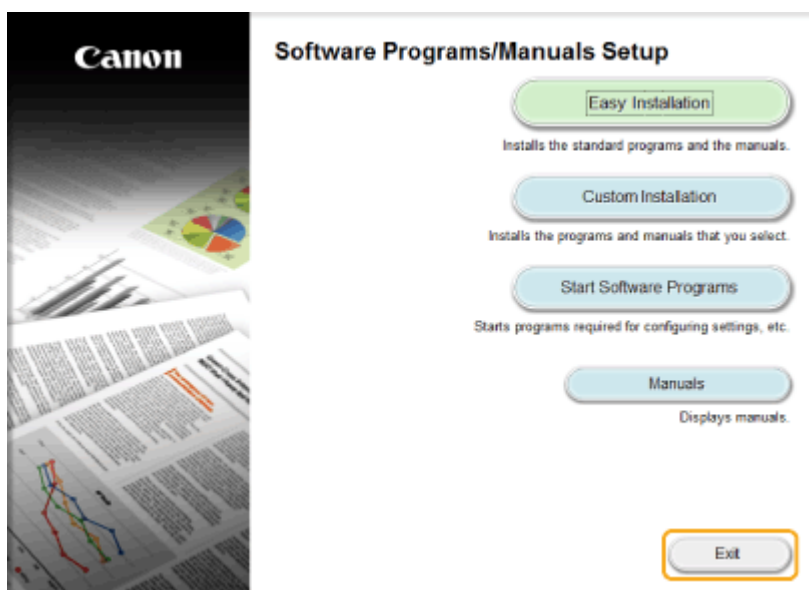 Canon
Software Programs/Manuals Setup
Easy Installation
Installs the standard programs and the manuals.
Custom Installation
Installs the programs and manuals that you select.
Start Software Programs
Starts programs required for configuring settings, etc.
Manuals
Displays manuals.
Exit